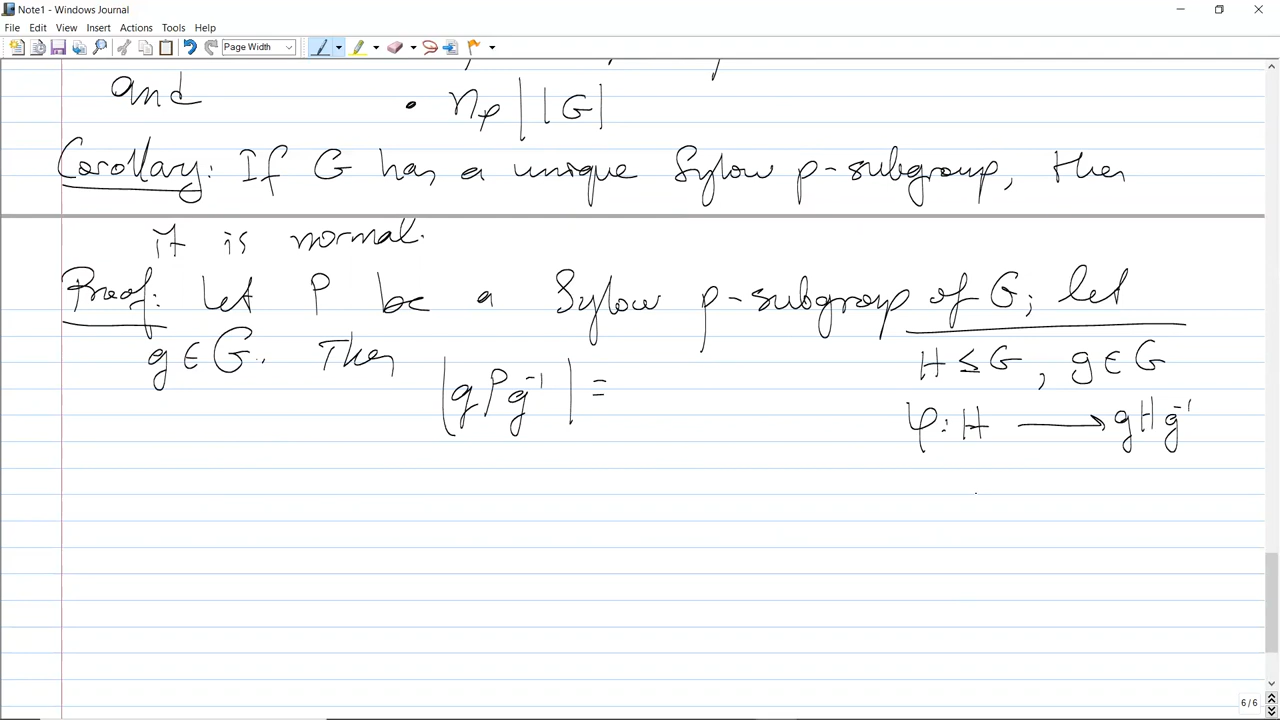 Note1 - Windows Journal
File Edit View Insert Actions Tools Help
Page Width
and • n_p | |G|
Corollary: If G has a unique Sylow p-subgroup, then
it is normal.
Proof: Let P be a Sylow p-subgroup of G; let
g ∈ G. Then |gPg⁻¹| =
H ≤ G, g ∈ G
φ: H ⟶ gHg⁻¹
6/6